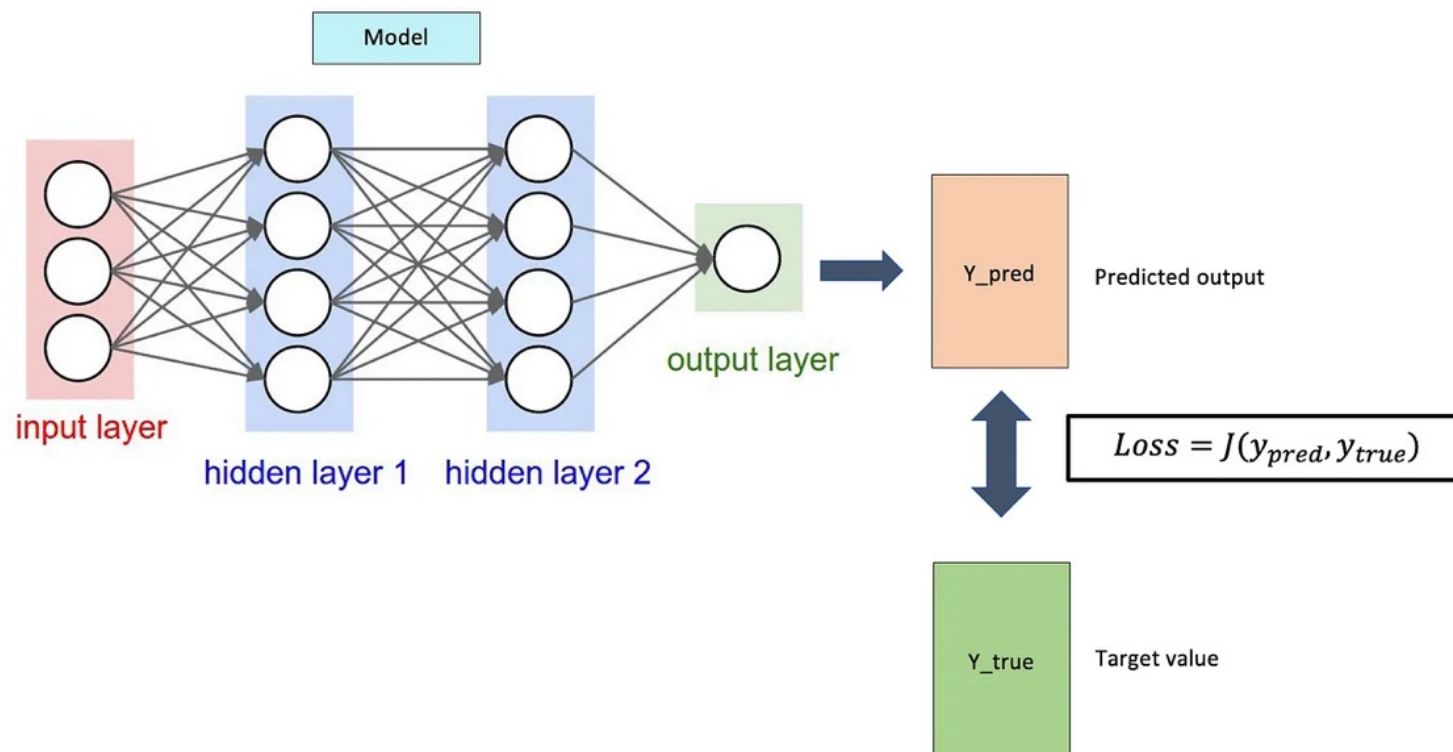 Model
input layer
hidden layer 1
hidden layer 2
output layer
Y_pred
Predicted output
Loss = J(y_pred, y_true)
Y_true
Target value